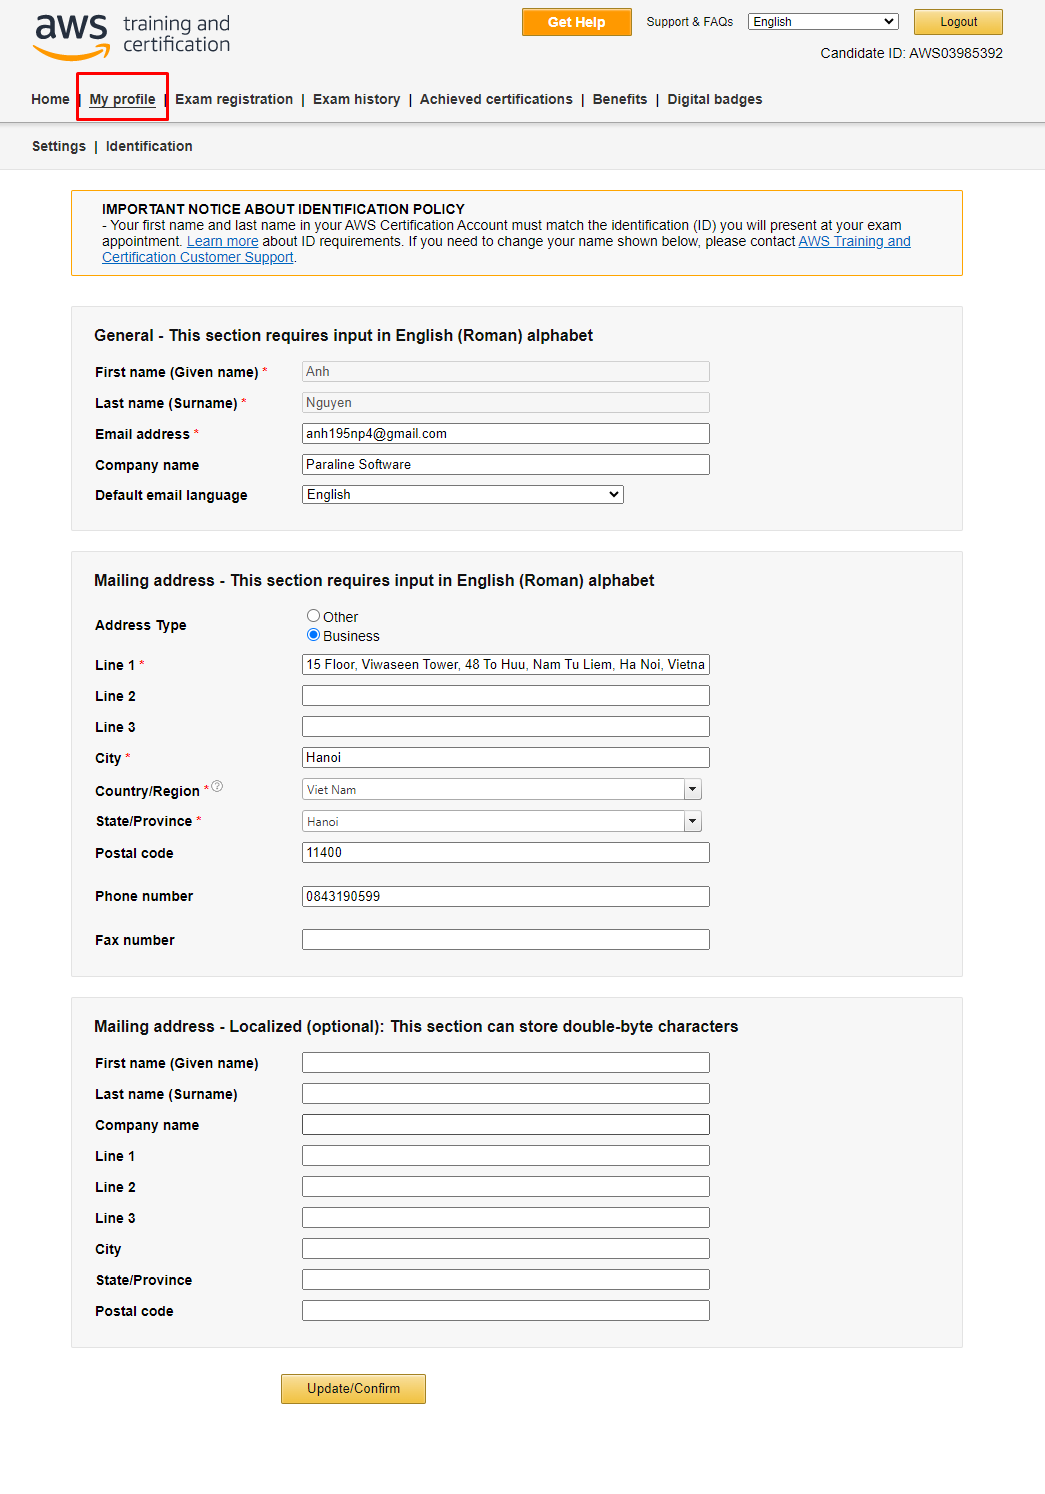 aws training and certification
Get Help Support & FAQs English Logout
Candidate ID: AWS03985392
Home | My profile | Exam registration | Exam history | Achieved certifications | Benefits | Digital badges
Settings | Identification
IMPORTANT NOTICE ABOUT IDENTIFICATION POLICY
- Your first name and last name in your AWS Certification Account must match the identification (ID) you will present at your exam
appointment. Learn more about ID requirements. If you need to change your name shown below, please contact AWS Training and
Certification Customer Support.
General - This section requires input in English (Roman) alphabet
First name (Given name) * Anh
Last name (Surname) * Nguyen
Email address * anh195np4@gmail.com
Company name Paraline Software
Default email language English
Mailing address - This section requires input in English (Roman) alphabet
Address Type Other
Business
Line 1 * 15 Floor, Viwaseen Tower, 48 To Huu, Nam Tu Liem, Ha Noi, Vietna
Line 2
Line 3
City * Hanoi
Country/Region * ? Viet Nam
State/Province * Hanoi
Postal code 11400
Phone number 0843190599
Fax number
Mailing address - Localized (optional): This section can store double-byte characters
First name (Given name)
Last name (Surname)
Company name
Line 1
Line 2
Line 3
City
State/Province
Postal code
Update/Confirm